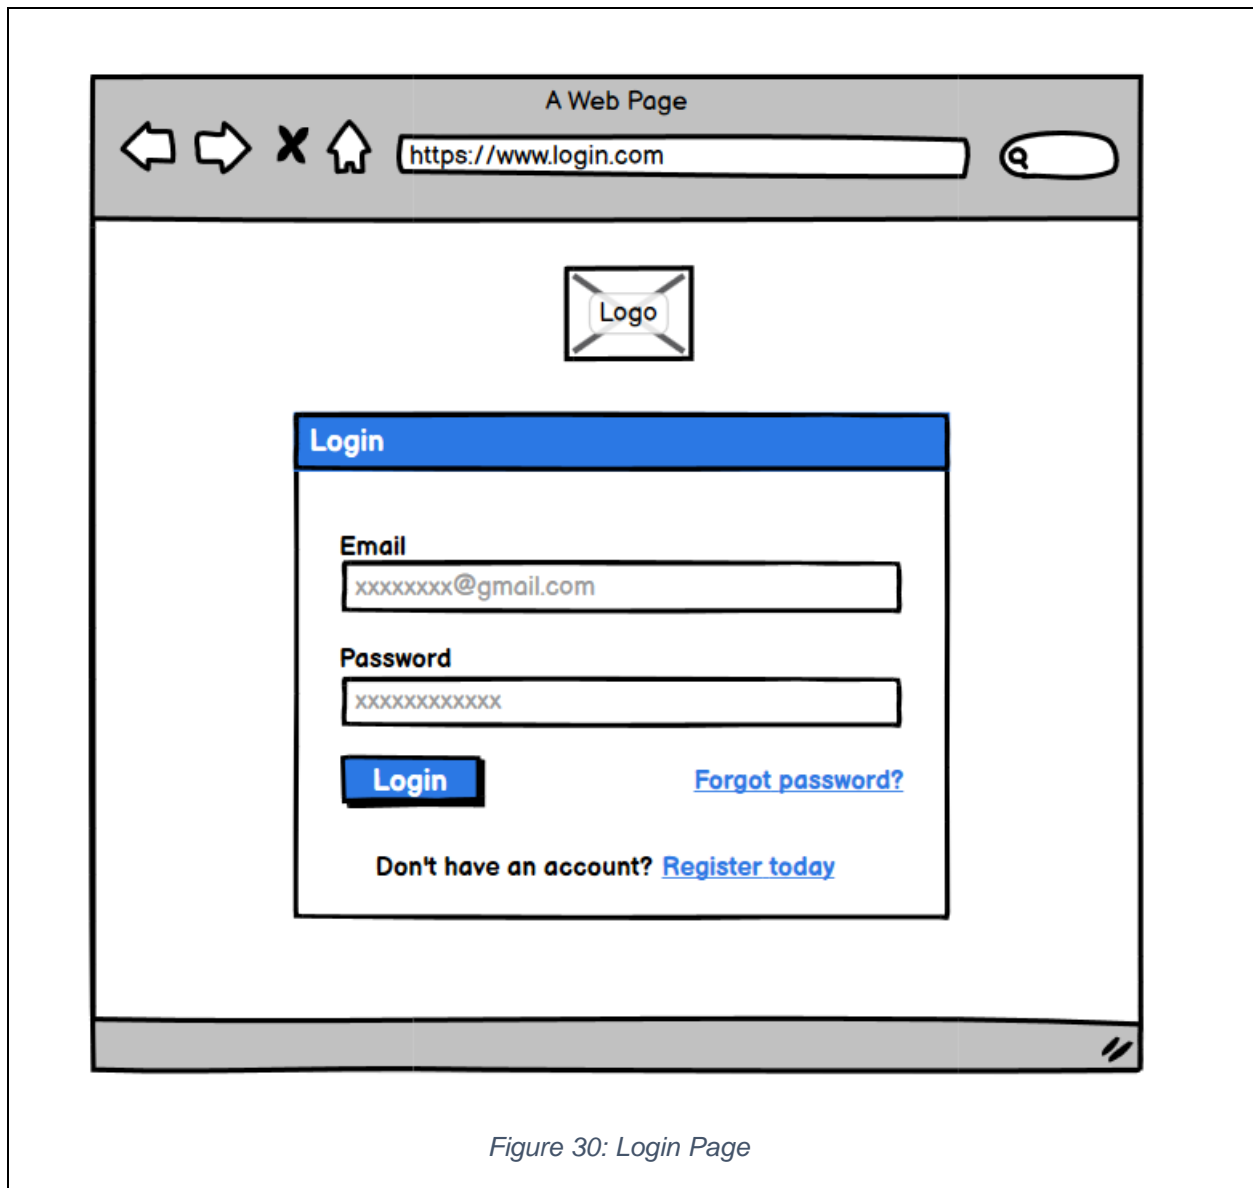 A Web Page
https://www.login.com
Logo
Login
Email
xxxxxxxx@gmail.com
Password
xxxxxxxxxxxx
Login Forgot password?
Don't have an account? Register today
Figure 30: Login Page